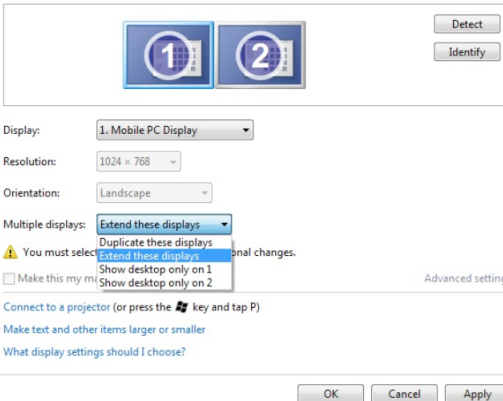 1 2
Detect
Identify
Display: 1. Mobile PC Display
Resolution: 1024 × 768
Orientation: Landscape
Multiple displays: Extend these displays
Duplicate these displays
Extend these displays
Show desktop only on 1
Show desktop only on 2
You must select onal changes.
Make this my ma Advanced setting
Connect to a projector (or press the key and tap P)
Make text and other items larger or smaller
What display settings should I choose?
OK Cancel Apply